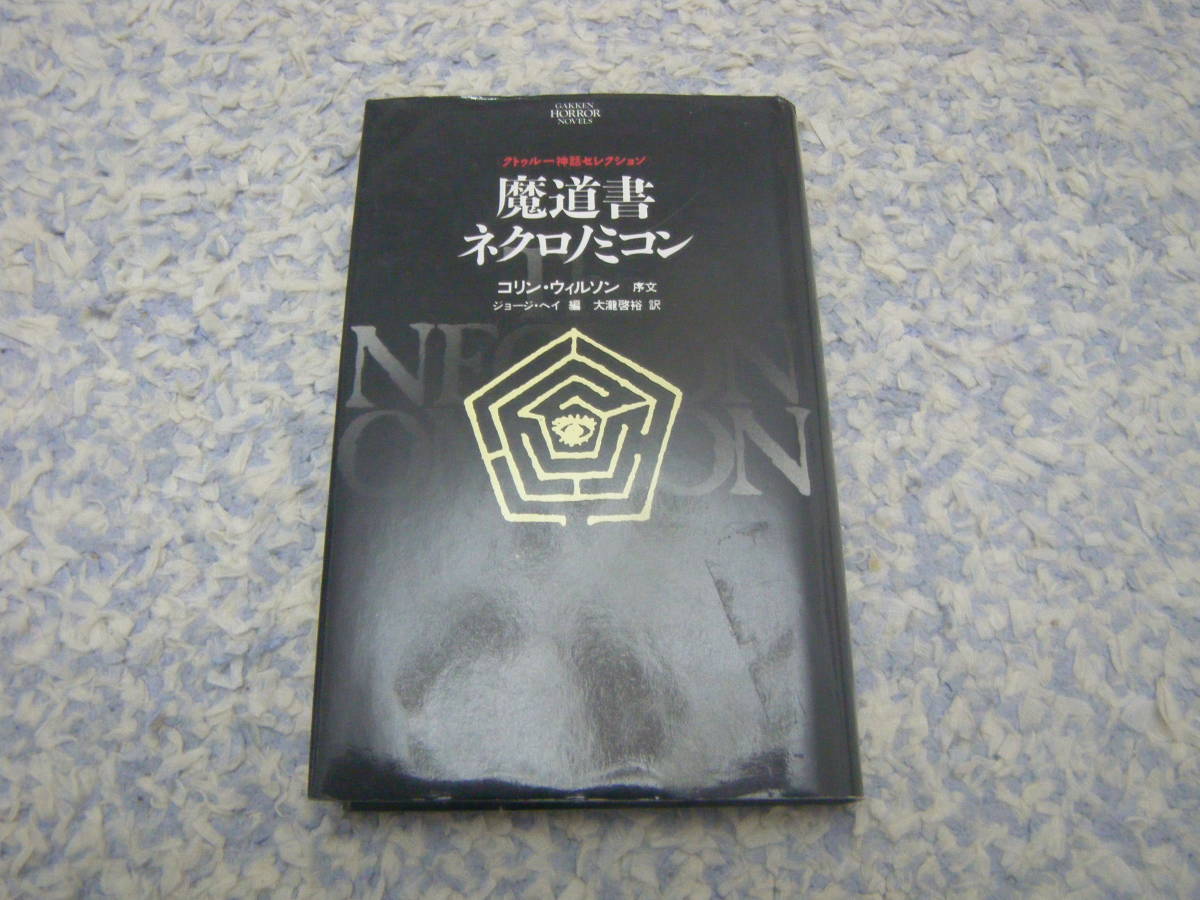 GAKKEN
HORROR
NOVELS
クトゥルー神話セレクション
魔道書
ネクロノミコン
コリン・ウィルソン 序文
ジョージ・ヘイ 編 大瀧啓裕 訳